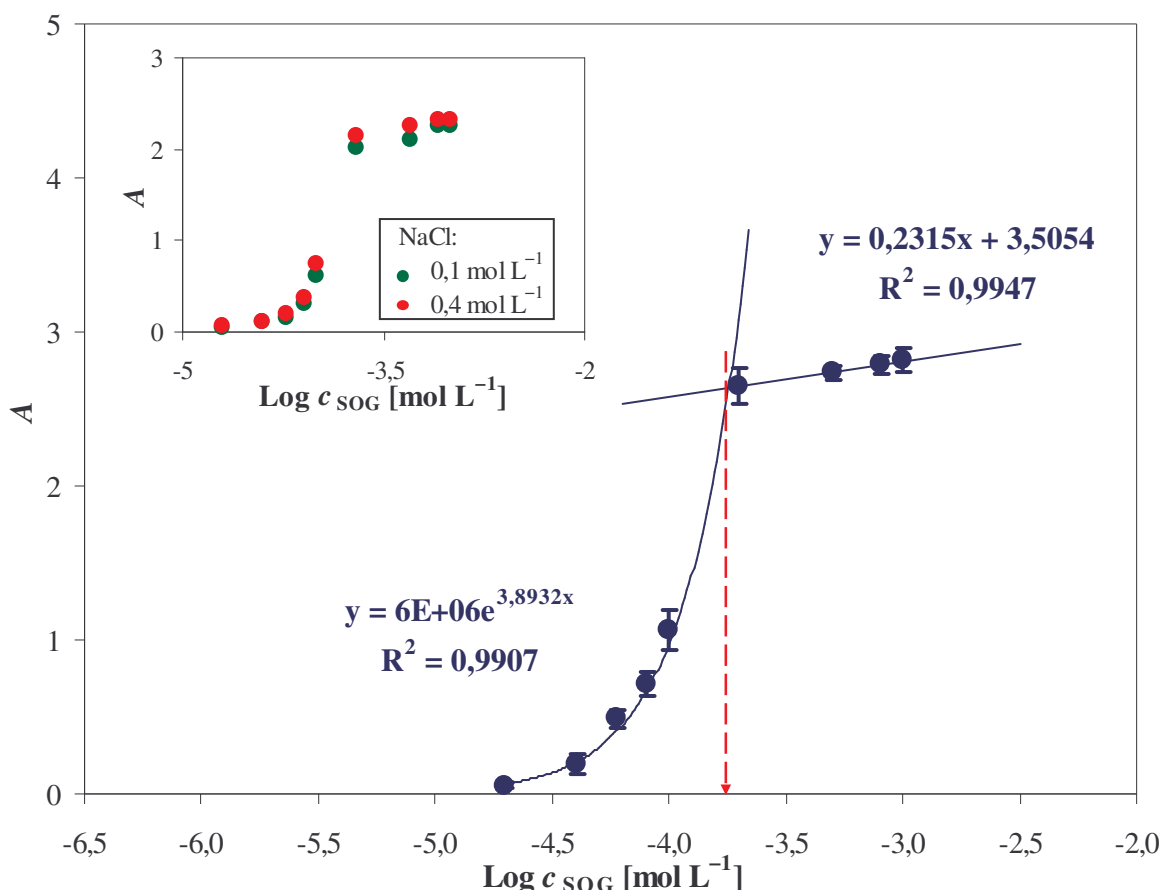 5
4
3
2
1
0
A
-6,5 -6,0 -5,5 -5,0 -4,5 -4,0 -3,5 -3,0 -2,5 -2,0
Log c SOG [mol L⁻¹]
3
2
1
0
A
-5 -3,5 -2
Log c SOG [mol L⁻¹]
NaCl:
0,1 mol L⁻¹
0,4 mol L⁻¹
y = 0,2315x + 3,5054
R² = 0,9947
y = 6E+06e^3,8932x
R² = 0,9907